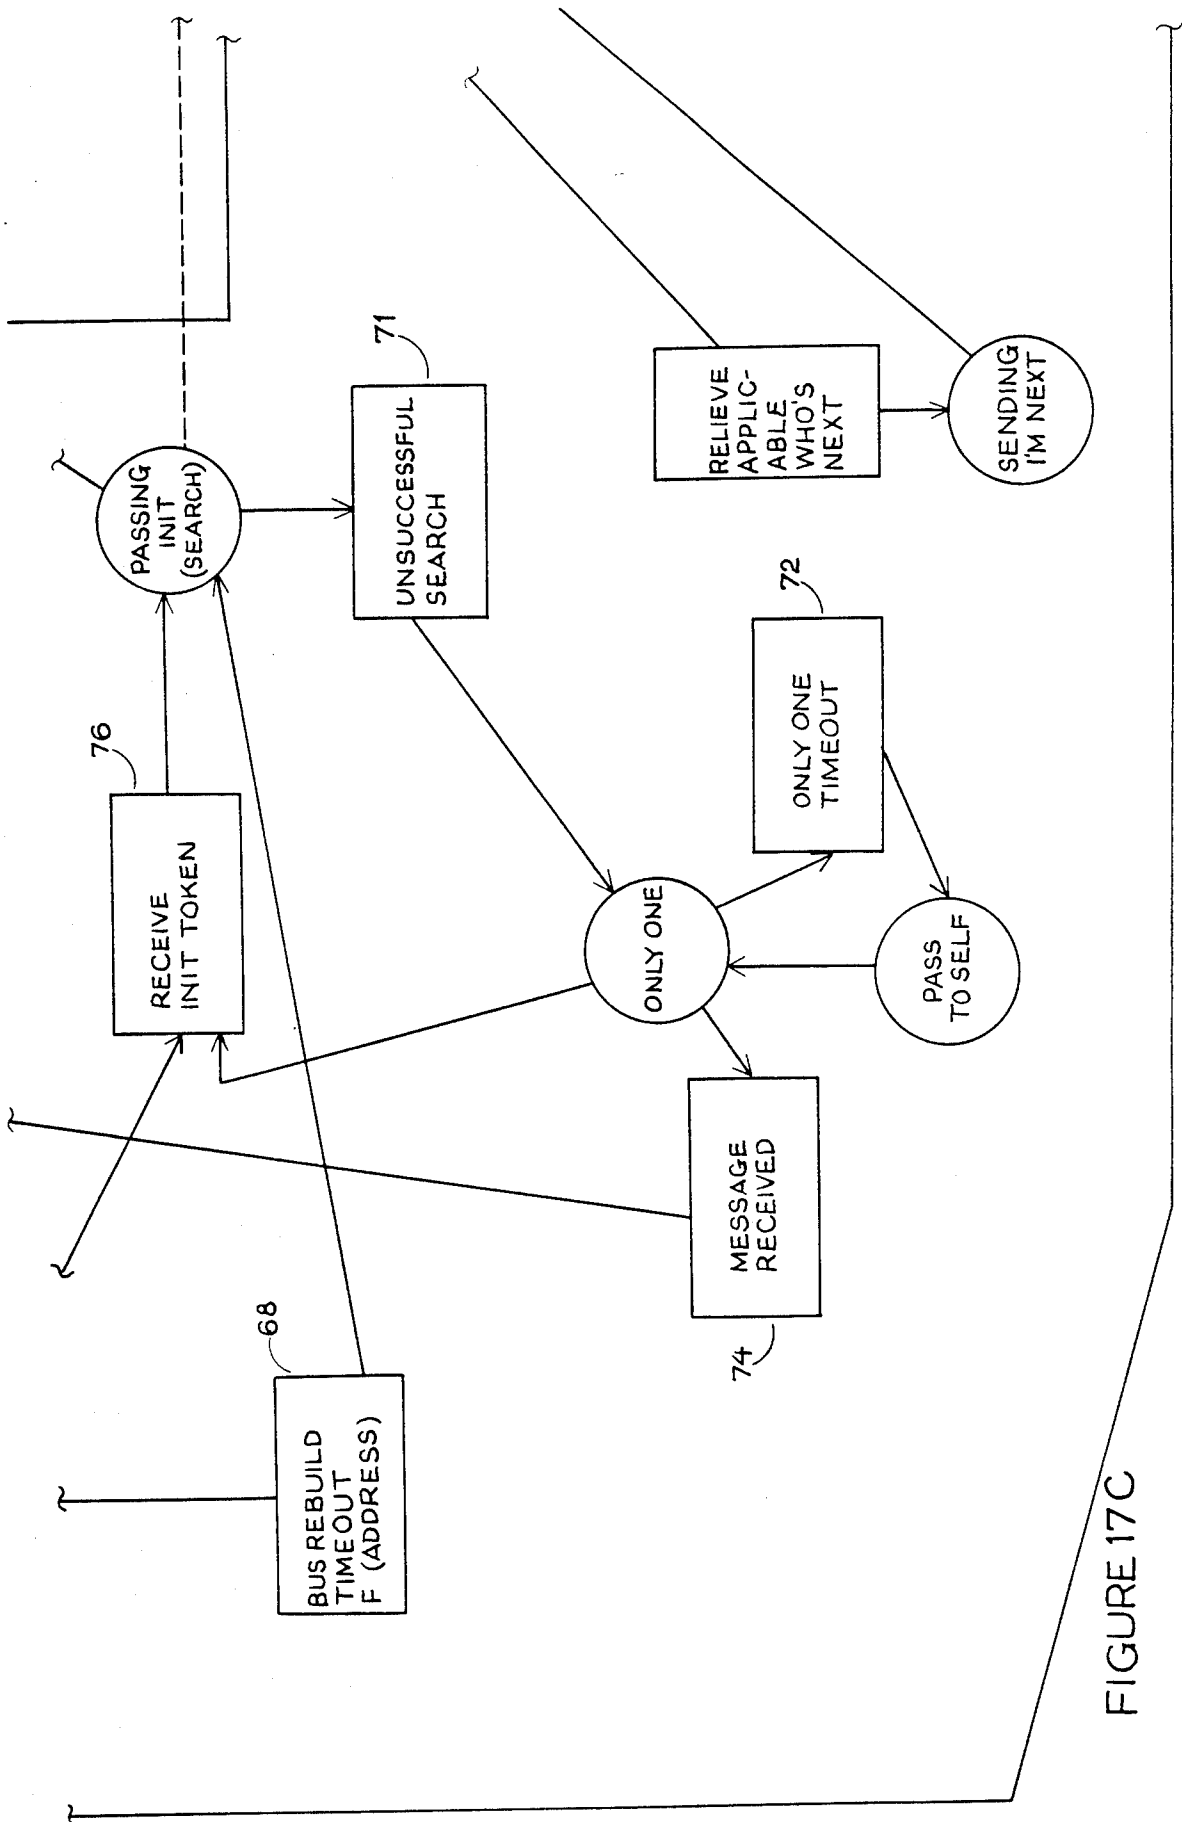 PASSING
INIT
(SEARCH)
76
RECEIVE
INIT TOKEN
71
UNSUCCESSFUL
SEARCH
68
BUS REBUILD
TIMEOUT
F (ADDRESS)
RELIEVE
APPLIC-
ABLE
WHO'S
NEXT
SENDING
I'M NEXT
72
ONLY ONE
TIMEOUT
ONLY ONE
PASS
TO SELF
MESSAGE
RECEIVED
74
FIGURE 17C